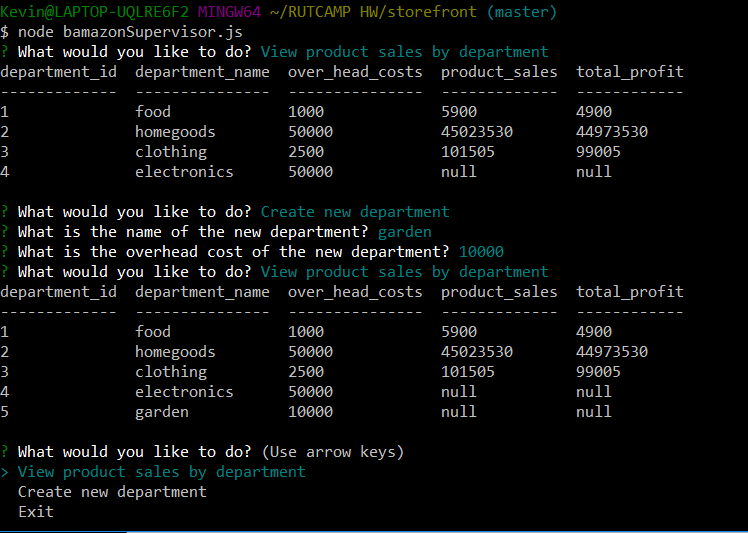 Kevin@LAPTOP-UQLRE6F2 MINGW64 ~/RUTCAMP HW/storefront (master)
$ node bamazonSupervisor.js
? What would you like to do? View product sales by department
department_id  department_name  over_head_costs  product_sales  total_profit
-------------  ---------------  ---------------  -------------  ------------
1              food             1000             5900           4900
2              homegoods        50000            45023530       44973530
3              clothing         2500             101505         99005
4              electronics      50000            null           null

? What would you like to do? Create new department
? What is the name of the new department? garden
? What is the overhead cost of the new department? 10000
? What would you like to do? View product sales by department
department_id  department_name  over_head_costs  product_sales  total_profit
-------------  ---------------  ---------------  -------------  ------------
1              food             1000             5900           4900
2              homegoods        50000            45023530       44973530
3              clothing         2500             101505         99005
4              electronics      50000            null           null
5              garden           10000            null           null

? What would you like to do? (Use arrow keys)
> View product sales by department
  Create new department
  Exit